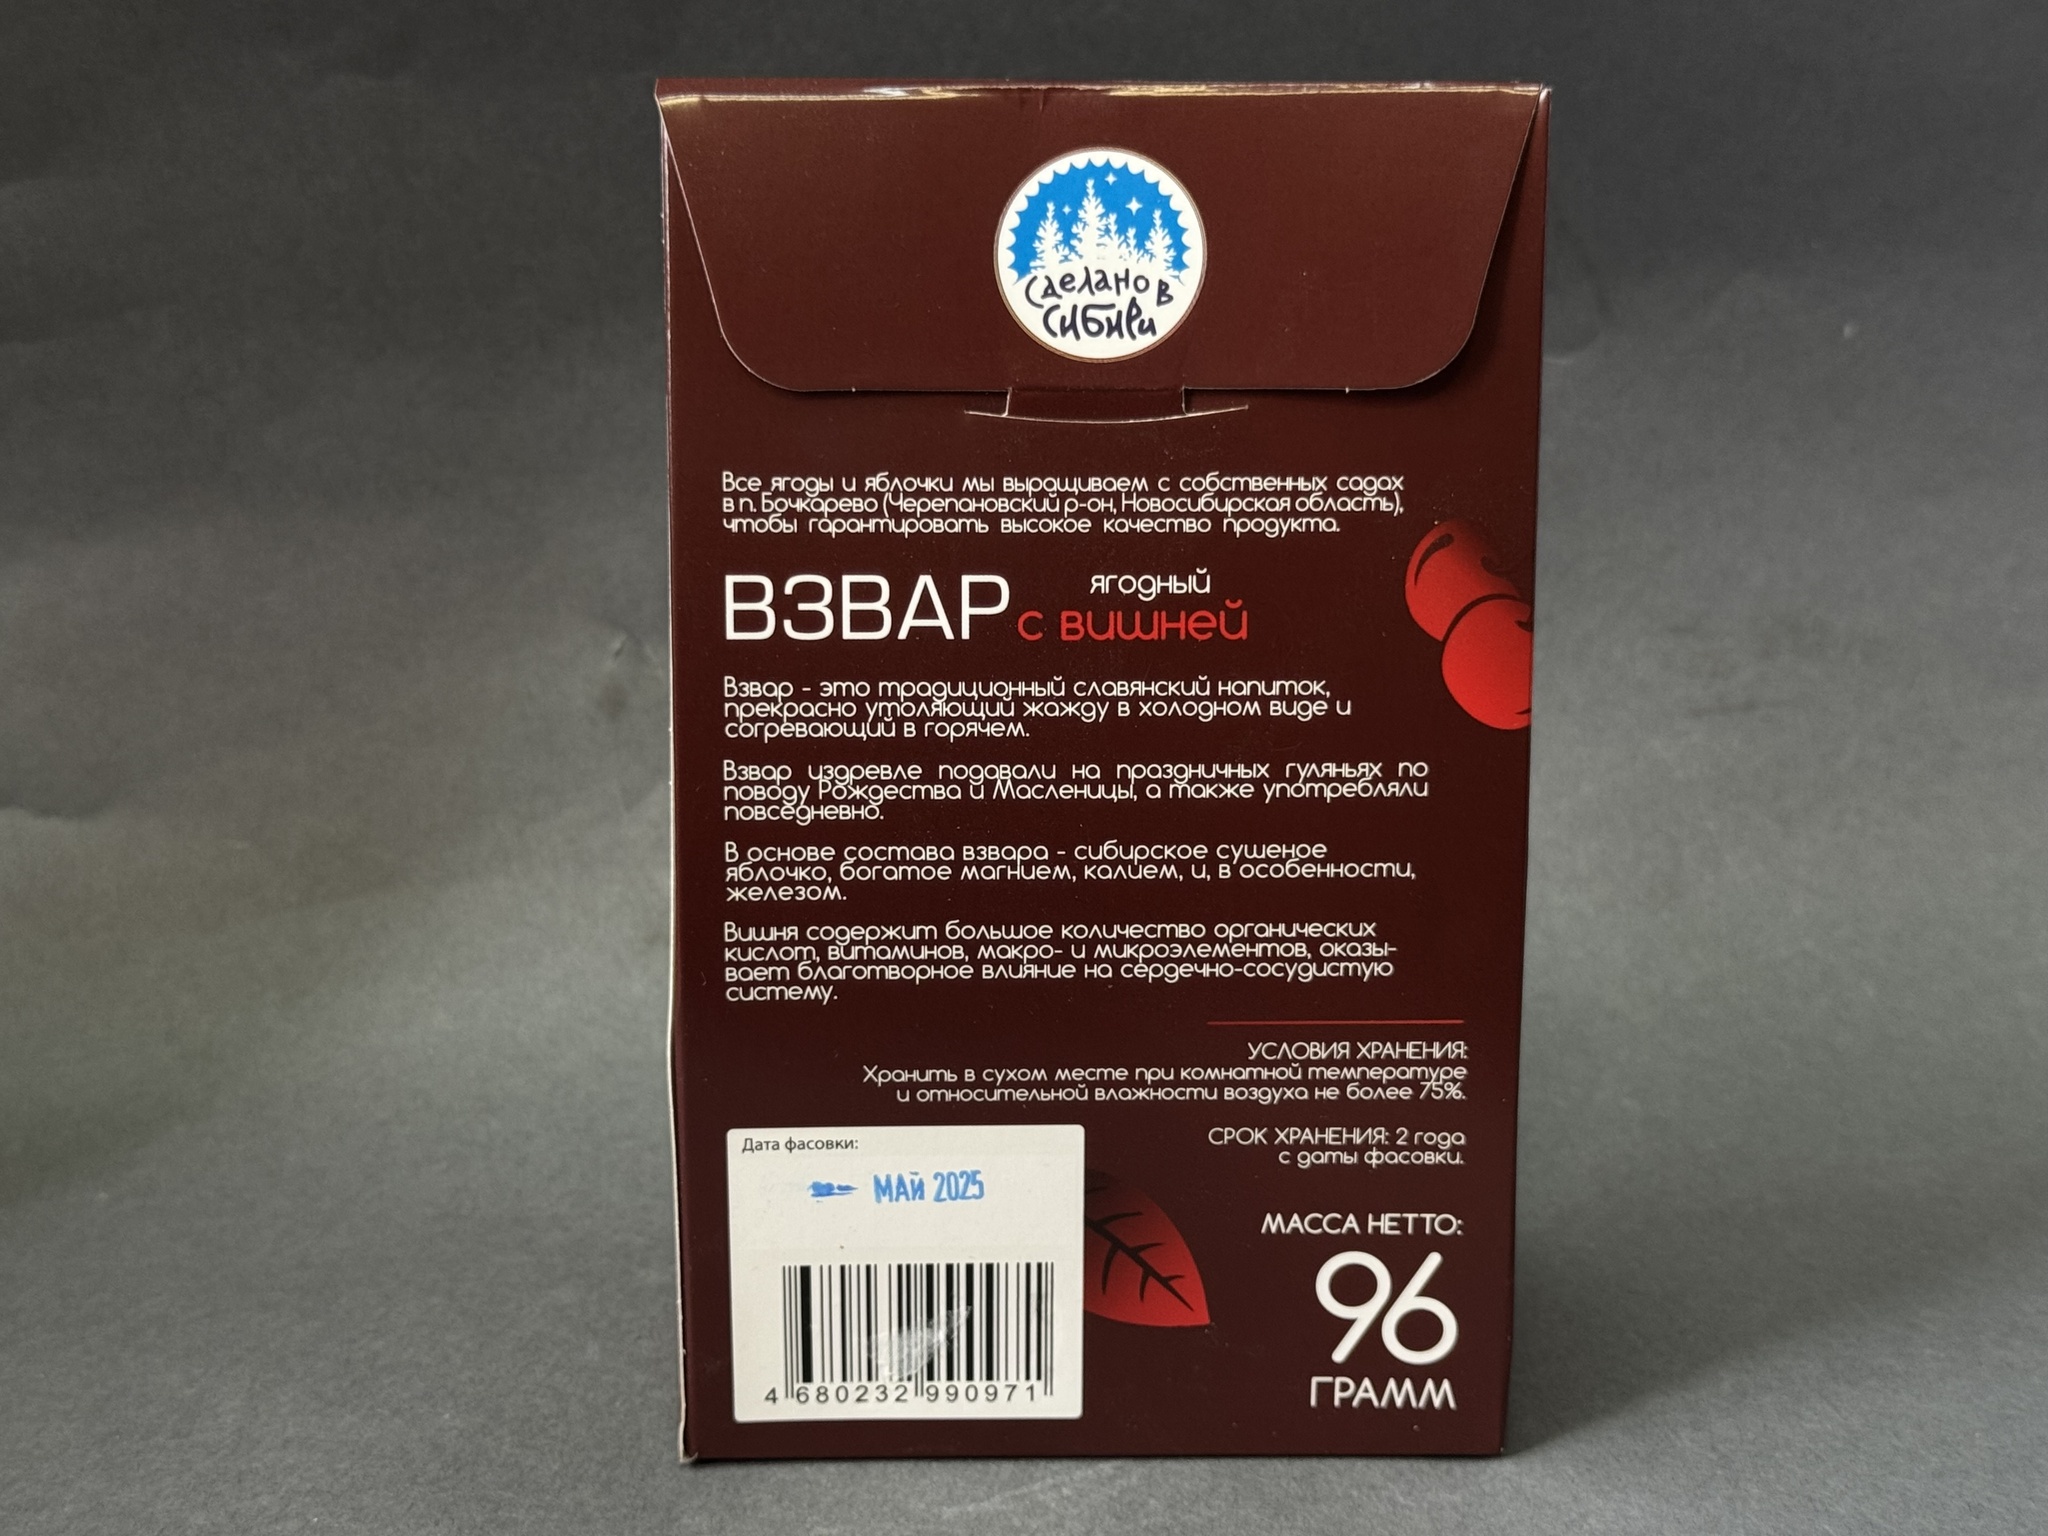 Сделано в
Сибири
Все ягоды и яблочки мы выращиваем с собственных садах
в п. Бочкарево (Черепановский р-он, Новосибирская область),
чтобы гарантировать высокое качество продукта.
ВЗВАР ягодный
с вишней
Взвар - это традиционный славянский напиток,
прекрасно утоляющий жажду в холодном виде и
согревающий в горячем.
Взвар издревле подавали на праздничных гуляньях по
поводу Рождества и Масленицы, а также употребляли
повседневно.
В основе состава взвара - сибирское сушеное
яблочко, богатое магнием, калием, и, в особенности,
железом.
Вишня содержит большое количество органических
кислот, витаминов, макро- и микроэлементов, оказы-
вает благотворное влияние на сердечно-сосудистую
систему.
УСЛОВИЯ ХРАНЕНИЯ:
Хранить в сухом месте при комнатной температуре
и относительной влажности воздуха не более 75%.
СРОК ХРАНЕНИЯ: 2 года
с даты фасовки.
Дата фасовки:
МАЙ 2025
4 680232 990971
МАССА НЕТТО:
96
ГРАММ